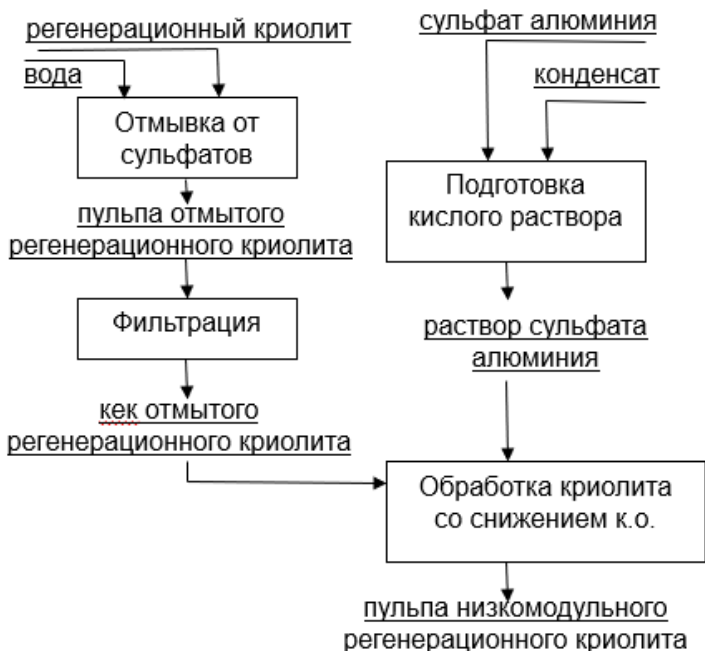 регенерационный криолит
вода
Отмывка от
сульфатов
пульпа отмытого
регенерационного криолита
Фильтрация
кек отмытого
регенерационного криолита
сульфат алюминия
конденсат
Подготовка
кислого раствора
раствор сульфата
алюминия
Обработка криолита
со снижением к.о.
пульпа низкомодульного
регенерационного криолита